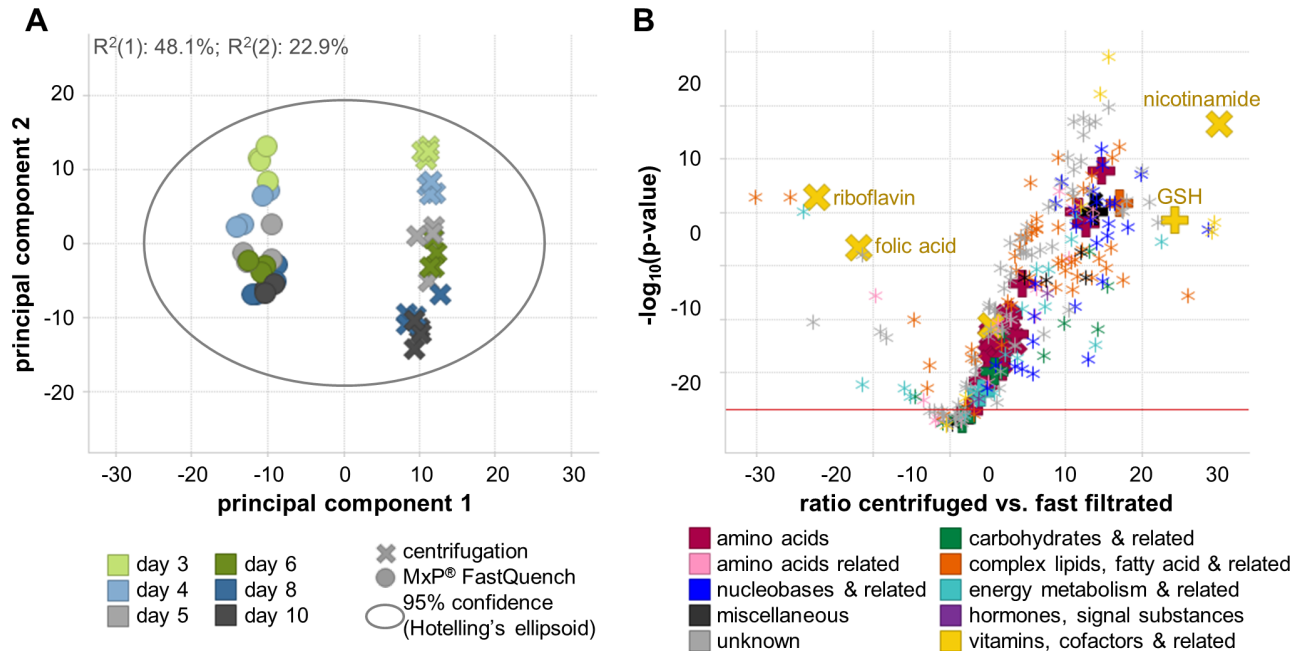 A
R²(1): 48.1%; R²(2): 22.9%
principal component 2
20
10
0
-10
-20
-30
-20
-10
0
10
20
30
principal component 1
day 3
day 4
day 5
day 6
day 8
day 10
centrifugation
MxP® FastQuench
95% confidence
(Hotelling's ellipsoid)
B
-log₁₀(p-value)
20
10
0
-10
-20
nicotinamide
riboflavin
GSH
folic acid
-30
-20
-10
0
10
20
30
ratio centrifuged vs. fast filtrated
amino acids
amino acids related
nucleobases & related
miscellaneous
unknown
carbohydrates & related
complex lipids, fatty acid & related
energy metabolism & related
hormones, signal substances
vitamins, cofactors & related